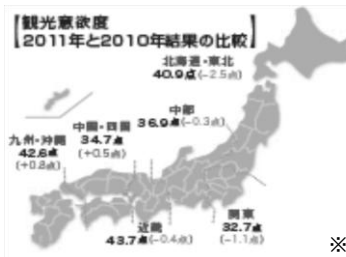 【観光意欲度
2011年と2010年結果の比較】
北海道・東北
40.9点(-2.5点)
中部
36.9点(-0.3点)
中国・四国
34.7点
(+0.5点)
九州・沖縄
42.6点
(+0.8点)
近畿
43.7点(-0.4点)
関東
32.7点
(-1.1点)
※